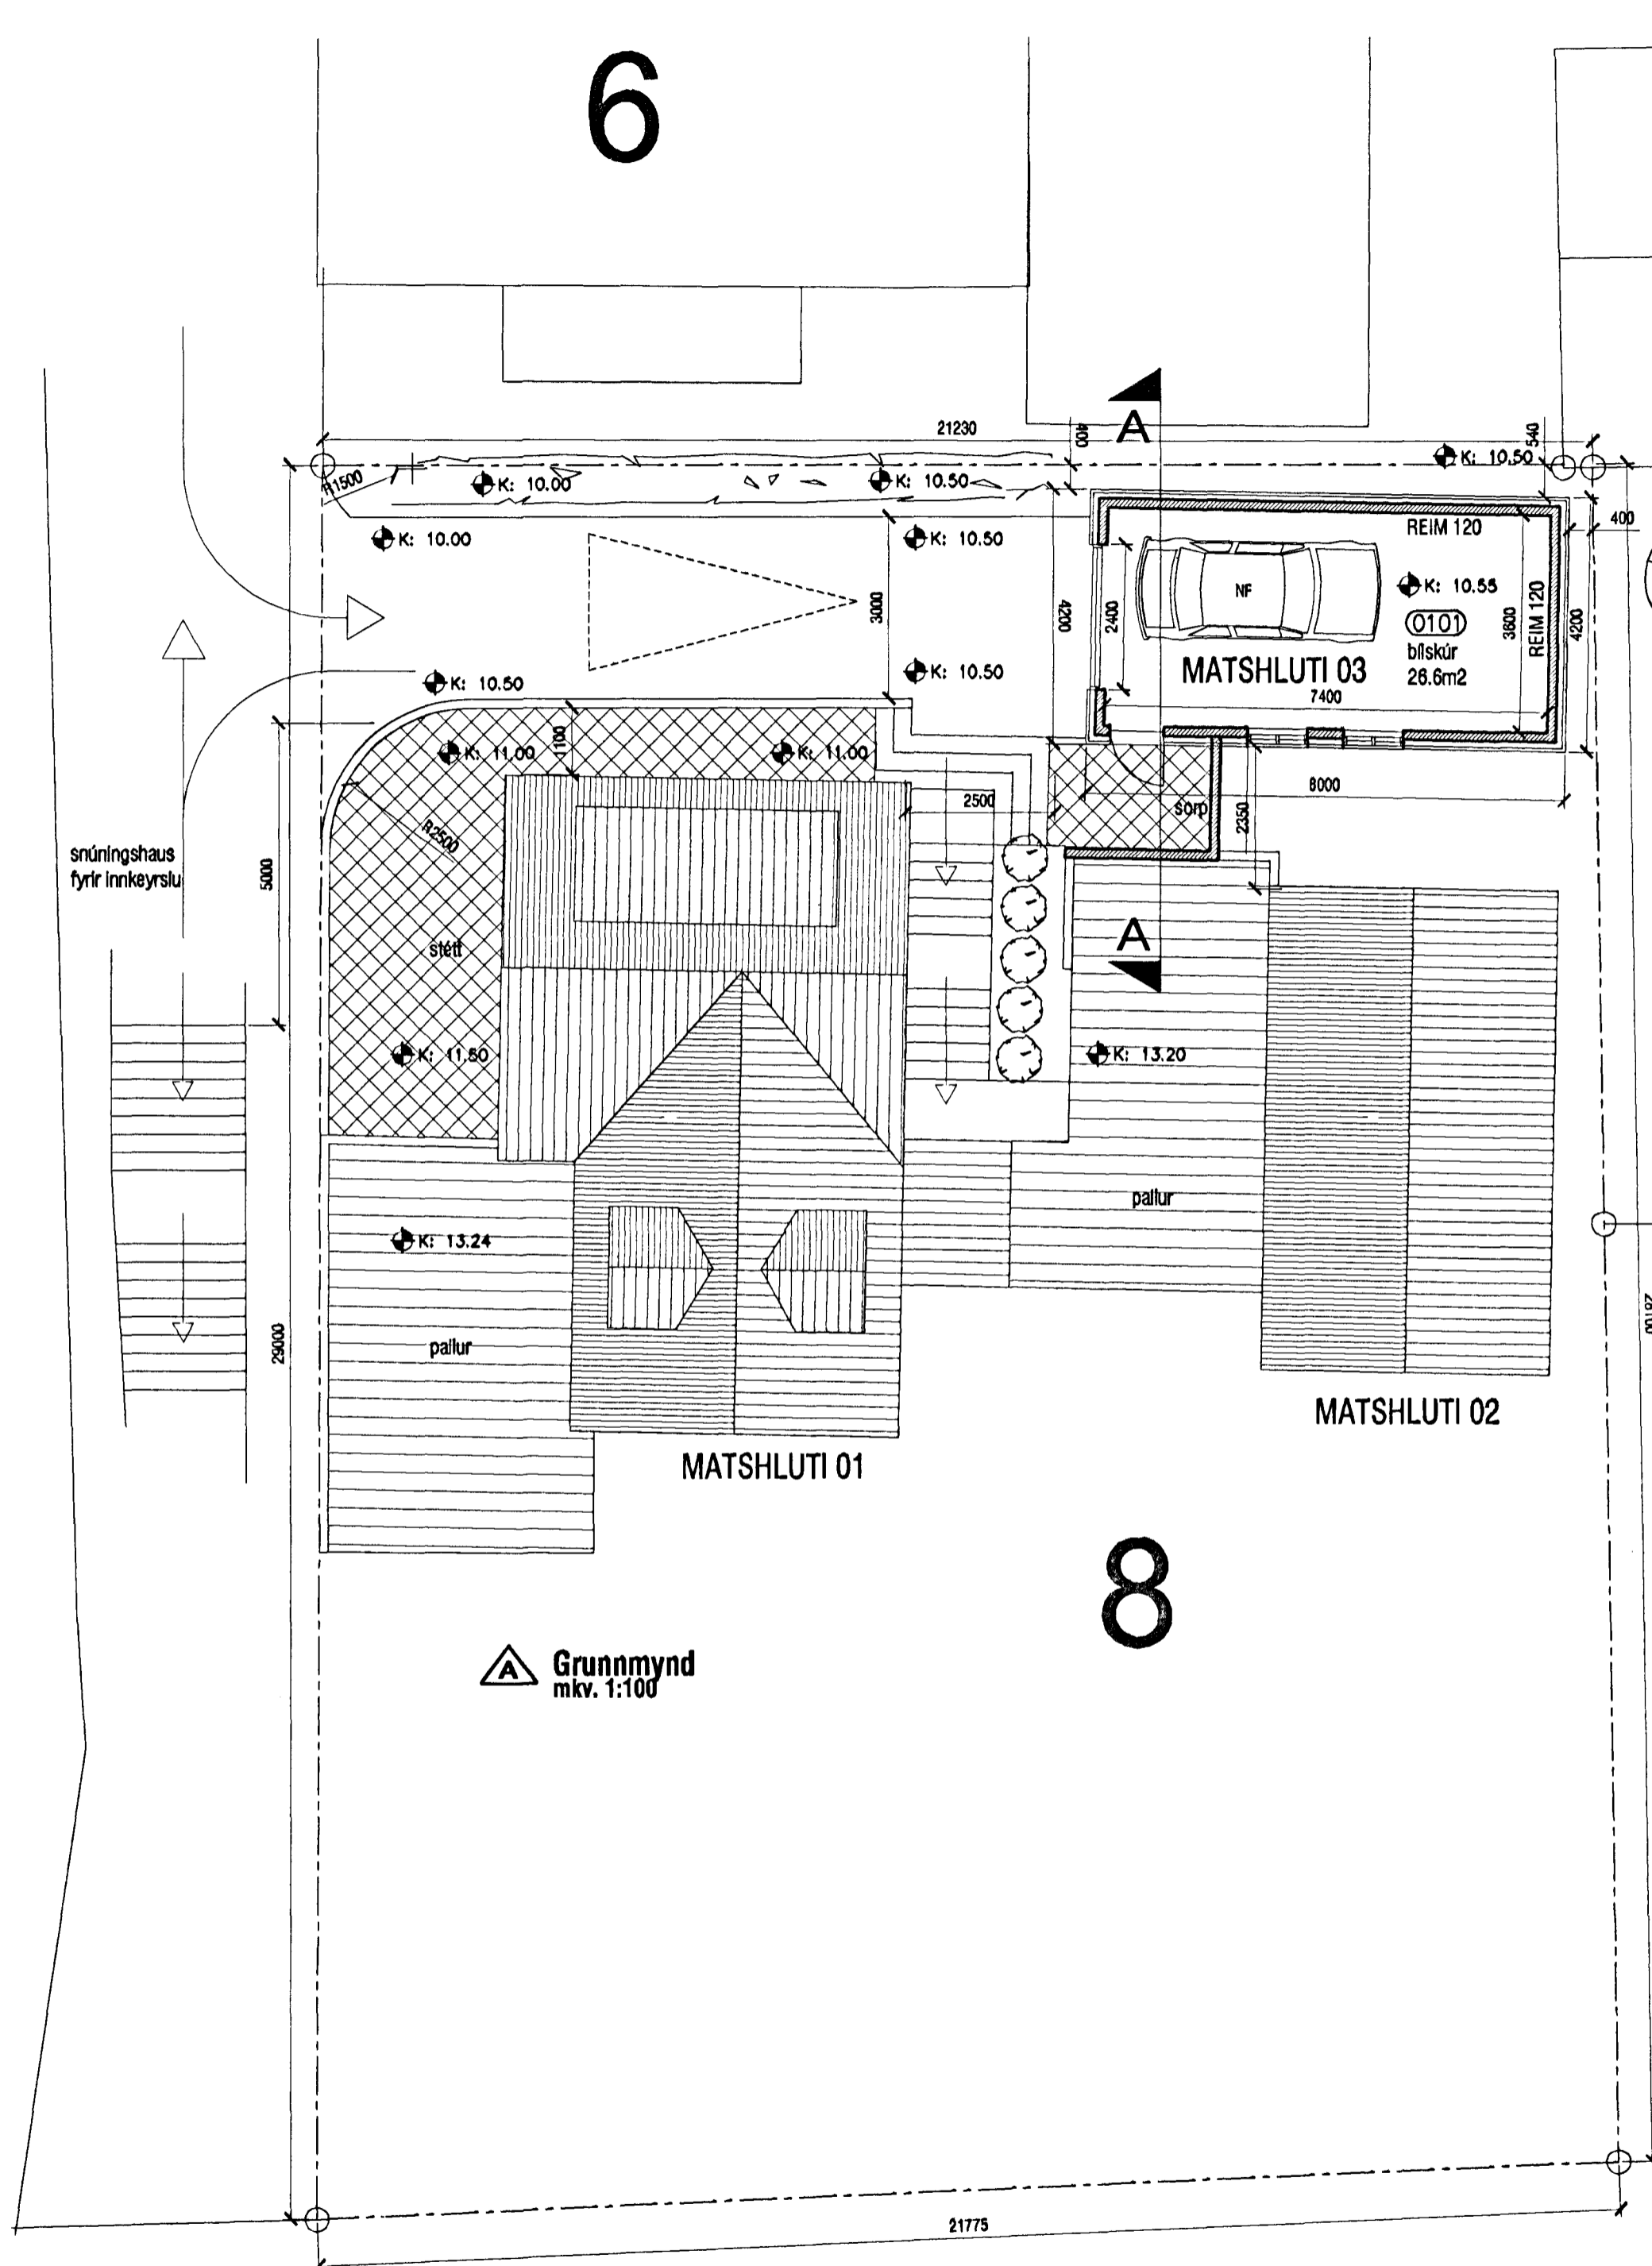 6
21230
400
A
540
K: 10.50
R1500
K: 10.00
K: 10.50
400
REIM 120
K: 10.00
K: 10.50
NF
K: 10.55
3000
4200
2400
0101
3600
REIM 120
4200
bílskúr
MATSHLUTI 03
28.6m2
K: 10.50
K: 10.50
7400
K: 11.00
1100
K: 11.00
8000
2500
sorp
2350
R2500
snúningshaus
fyrir innkeyrslu
5000
stétt
A
K: 11.50
K: 13.20
pallur
K: 13.24
29000
pallur
MATSHLUTI 02
MATSHLUTI 01
8
A
Grunnmynd
mkv. 1:100
21775